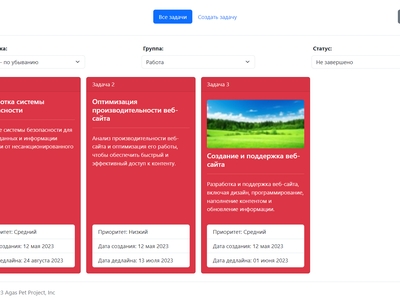 Все задачи
Создать задачу
ка:
Группа:
Статус:
- по убыванию
Работа
Не завершено
отка системы
асности
е системы безопасности для
данных и информации
я от несанкционированного
ритет: Средний
создания: 12 мая 2023
дедлайна: 24 августа 2023
Задача 2
Оптимизация
производительности веб-
сайта
Анализ производительности веб-
сайта и оптимизация его работы,
чтобы обеспечить быстрый и
эффективный доступ к контенту.
Приоритет: Низкий
Дата создания: 12 мая 2023
Дата дедлайна: 13 июля 2023
Задача 3
Создание и поддержка веб-
сайта
Разработка и поддержка веб-сайта,
включая дизайн, программирование,
наполнение контентом и
обновление информации.
Приоритет: Средний
Дата создания: 12 мая 2023
Дата дедлайна: 01 июня 2023
3 Agas Pet Project, Inc